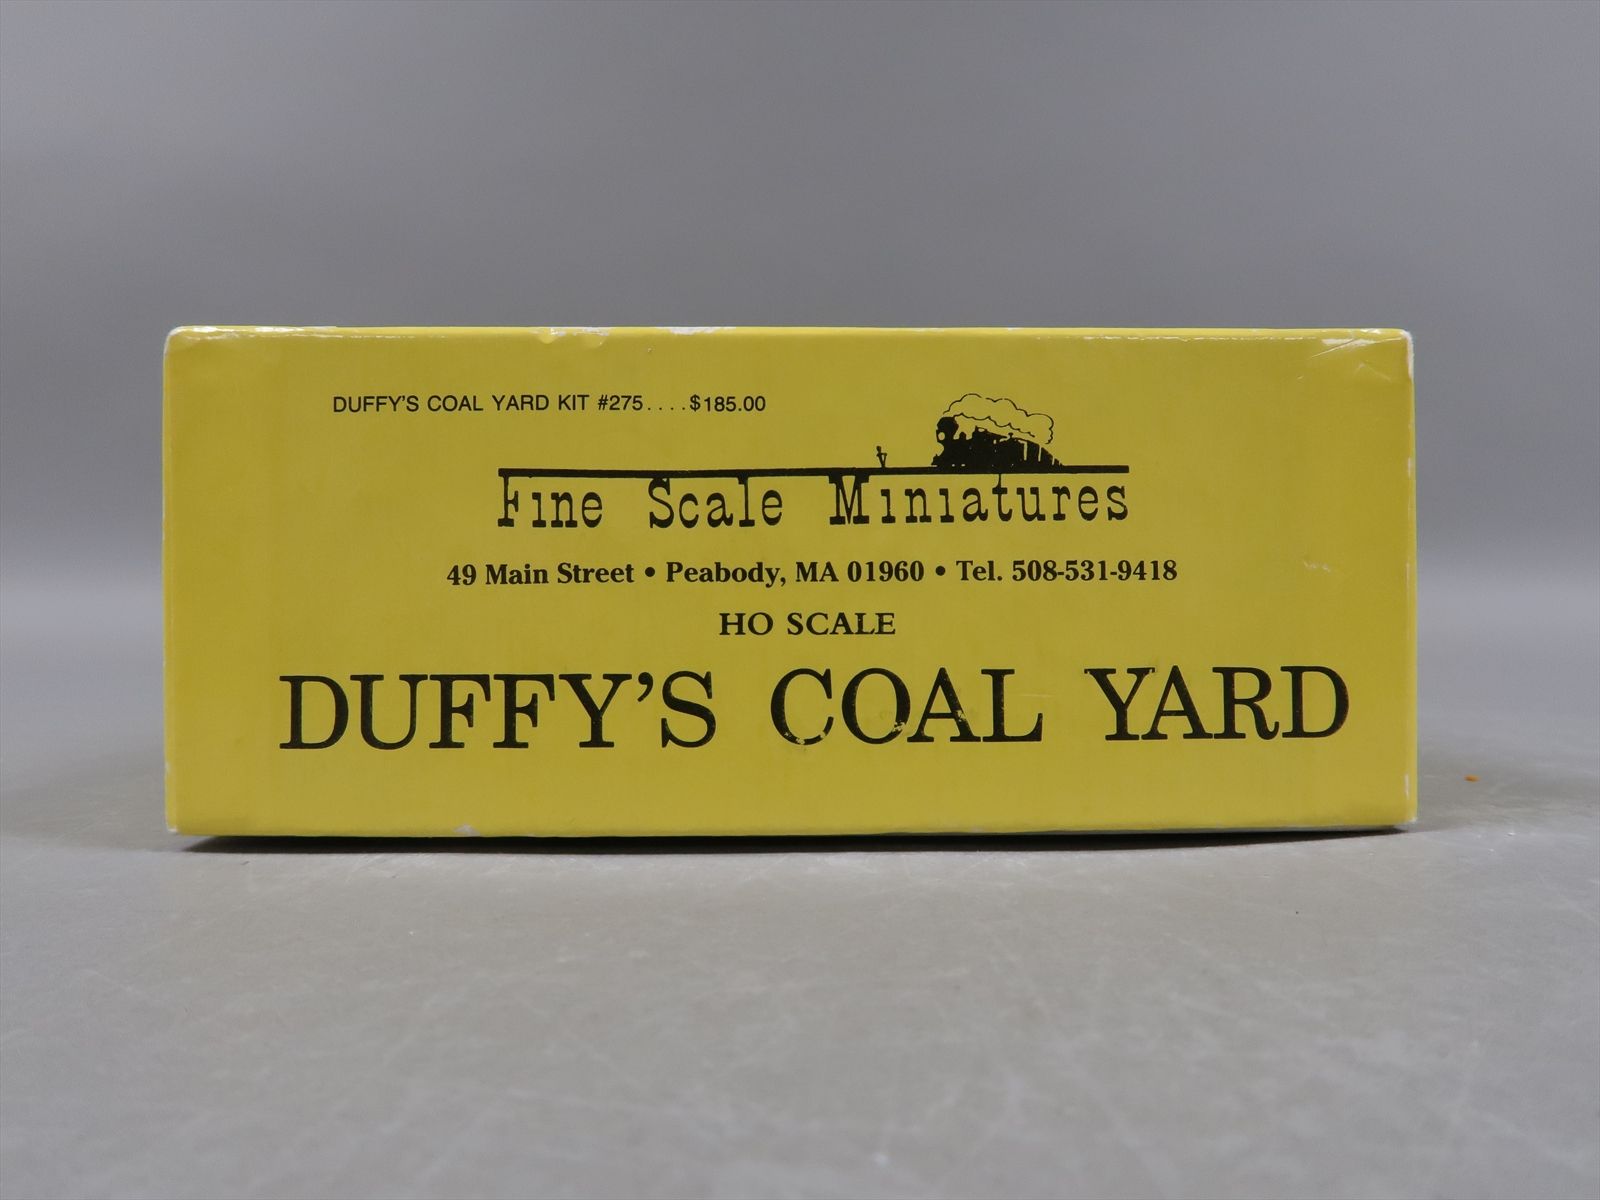 DUFFY'S COAL YARD KIT #275....$185.00
Fine Scale Miniatures
49 Main Street • Peabody, MA 01960 • Tel. 508-531-9418
HO SCALE
DUFFY'S COAL YARD